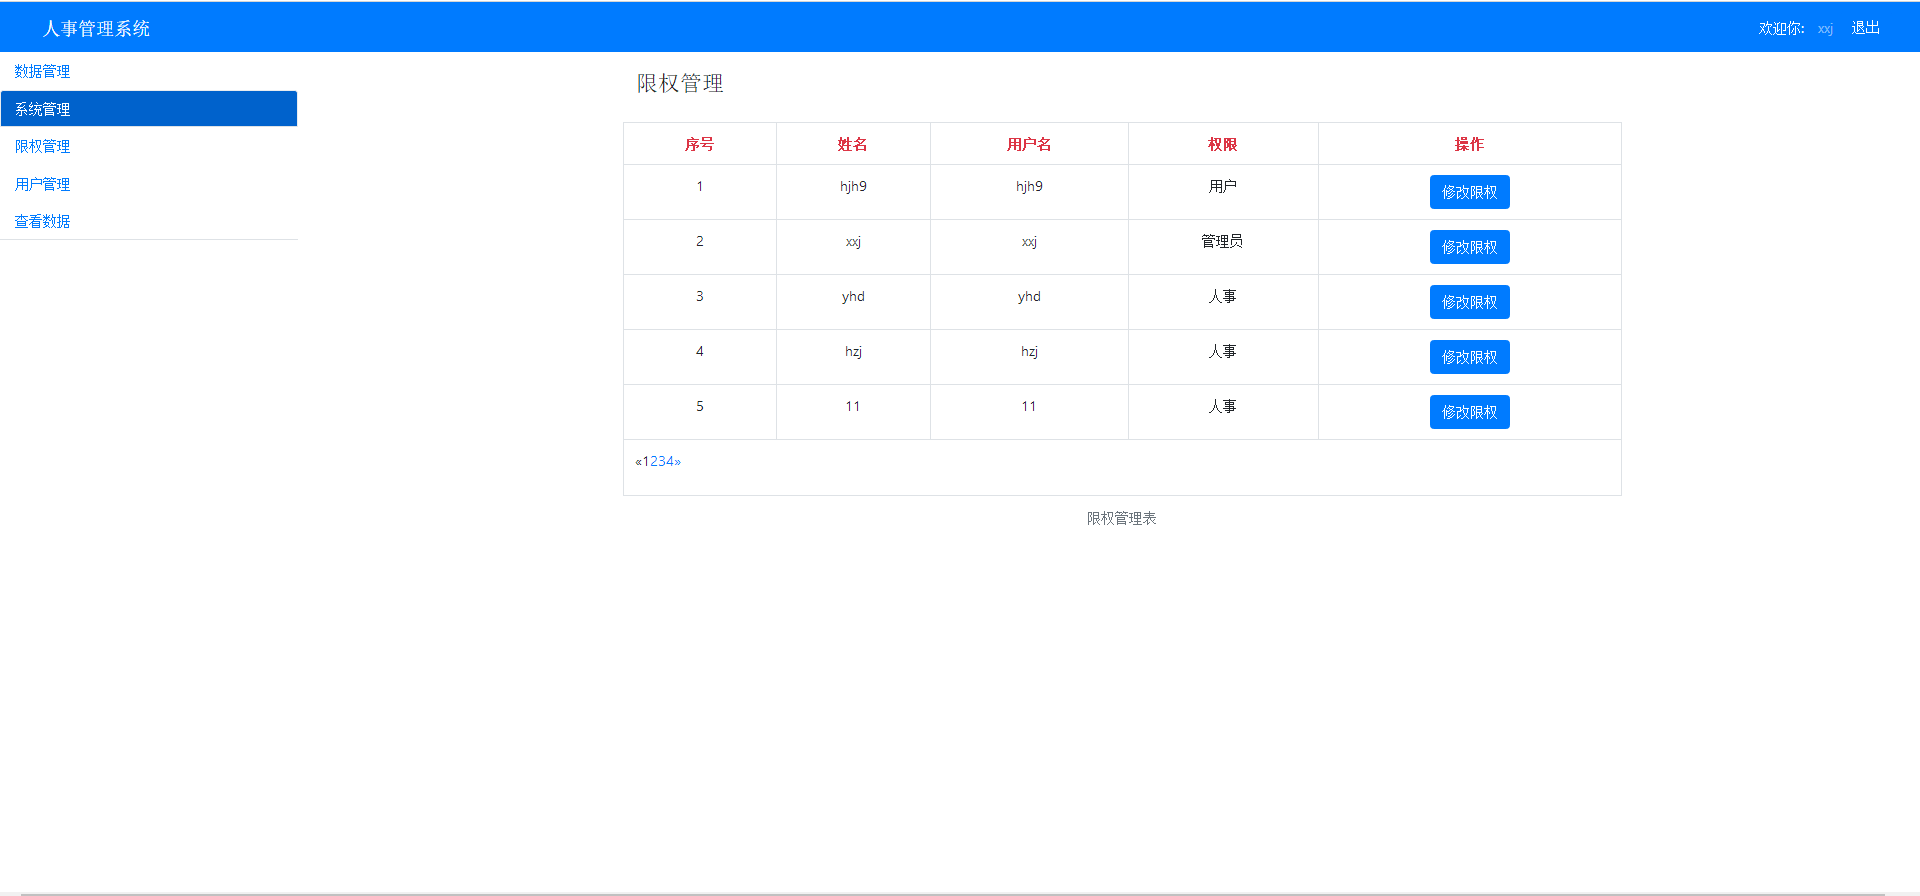 人事管理系统 欢迎你: xxj 退出
数据管理
系统管理
限权管理
用户管理
查看数据
限权管理
序号 姓名 用户名 权限 操作
1 hjh9 hjh9 用户 修改限权
2 xxj xxj 管理员 修改限权
3 yhd yhd 人事 修改限权
4 hzj hzj 人事 修改限权
5 11 11 人事 修改限权
«1234»
限权管理表